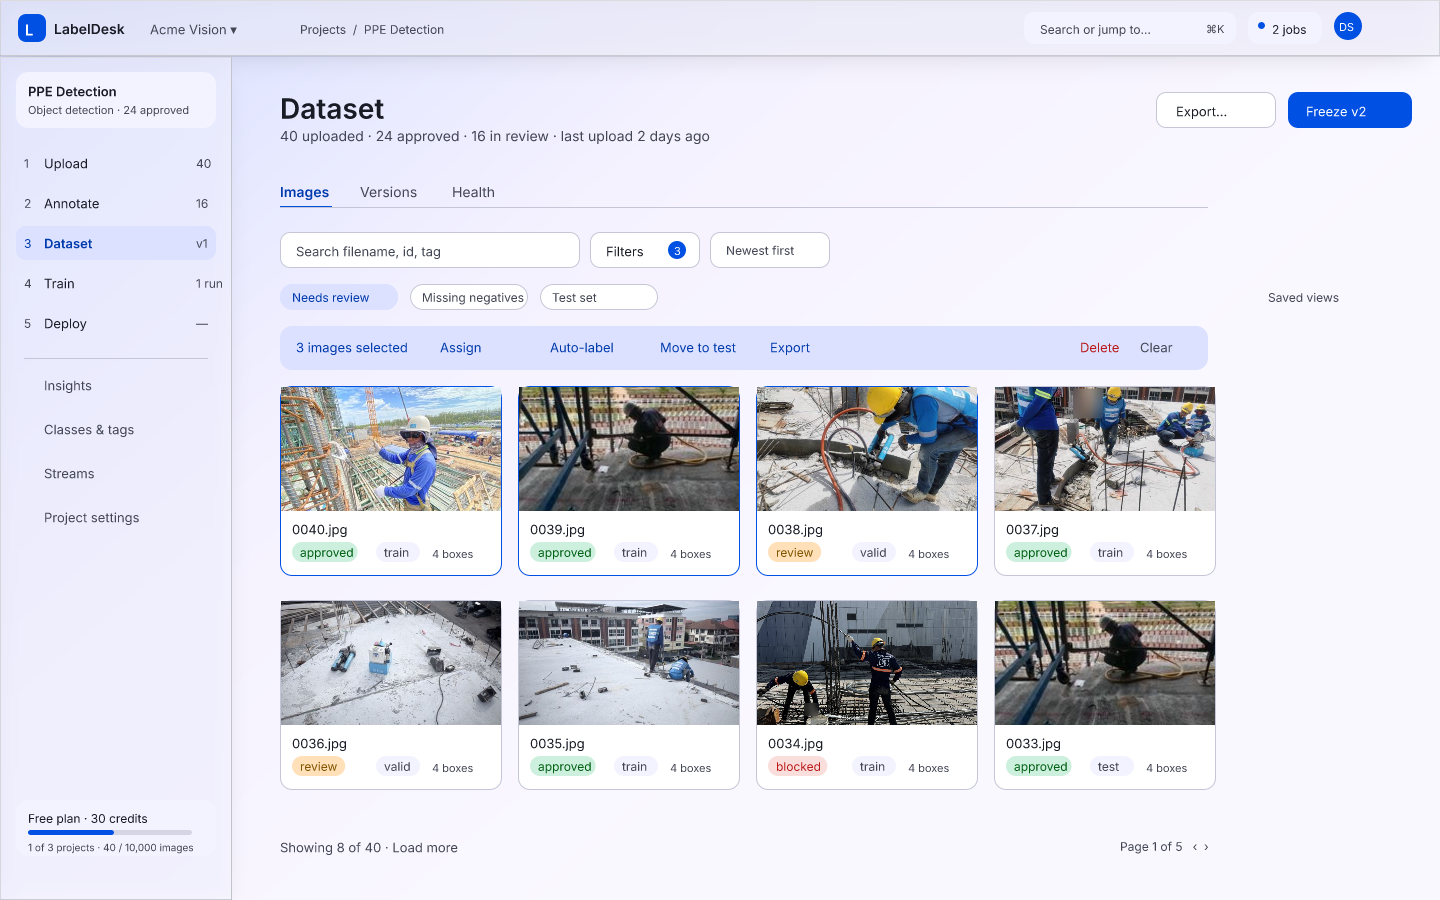 L LabelDesk Acme Vision ▾ Projects / PPE Detection Search or jump to... ⌘K 2 jobs DS
PPE Detection
Object detection · 24 approved
1 Upload 40
2 Annotate 16
3 Dataset v1
4 Train 1 run
5 Deploy —
Insights
Classes & tags
Streams
Project settings
Free plan · 30 credits
1 of 3 projects · 40 / 10,000 images
Dataset
40 uploaded · 24 approved · 16 in review · last upload 2 days ago
Export... Freeze v2
Images Versions Health
Search filename, id, tag Filters 3 Newest first
Needs review Missing negatives Test set Saved views
3 images selected Assign Auto-label Move to test Export Delete Clear
0040.jpg
approved train 4 boxes
0039.jpg
approved train 4 boxes
0038.jpg
review valid 4 boxes
0037.jpg
approved train 4 boxes
0036.jpg
review valid 4 boxes
0035.jpg
approved train 4 boxes
0034.jpg
blocked train 4 boxes
0033.jpg
approved test 4 boxes
Showing 8 of 40 · Load more
Page 1 of 5 ‹ ›